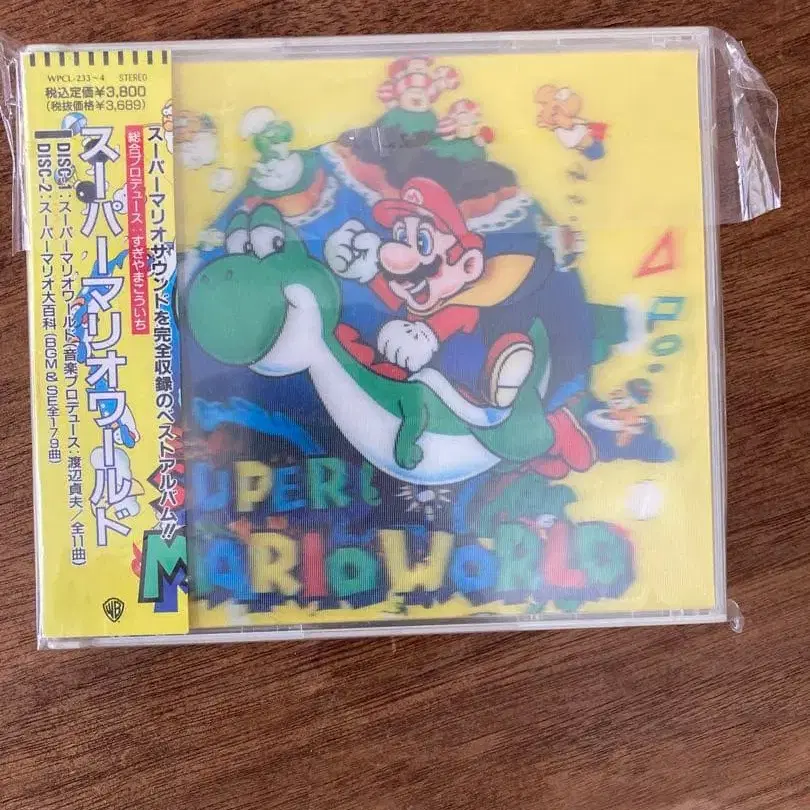 WPCL-233~4 STEREO
税込定価¥3,800
(税抜価格¥3,689)
スーパーマリオサウンドを完全収録のベストアルバム!!
総合プロデュース:すぎやまこういち
スーパーマリオワールド
DISC-1:スーパーマリオワールド(音楽プロデュース:渡辺貞夫/全11曲)
DISC-2:スーパーマリオ大百科(BGM & SE全179曲)
WB
SUPER
MARIO WORLD